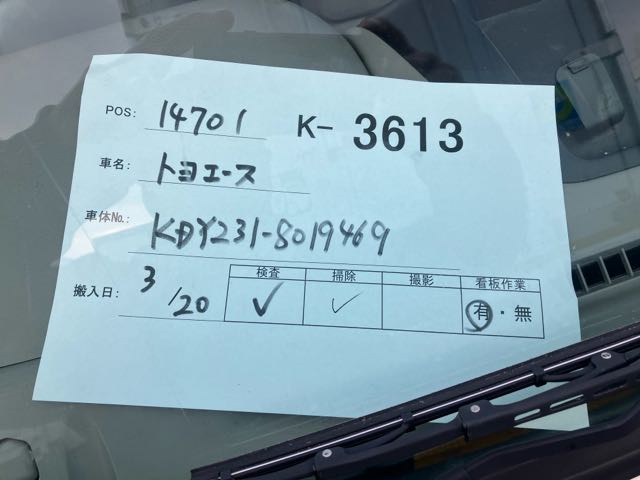 POS: 14701 K- 3613
車名: トヨエース
車体No.: KDY231-8019469
搬入日: 3/20
検査 掃除 撮影 看板作業
✓ ✓ 有・無